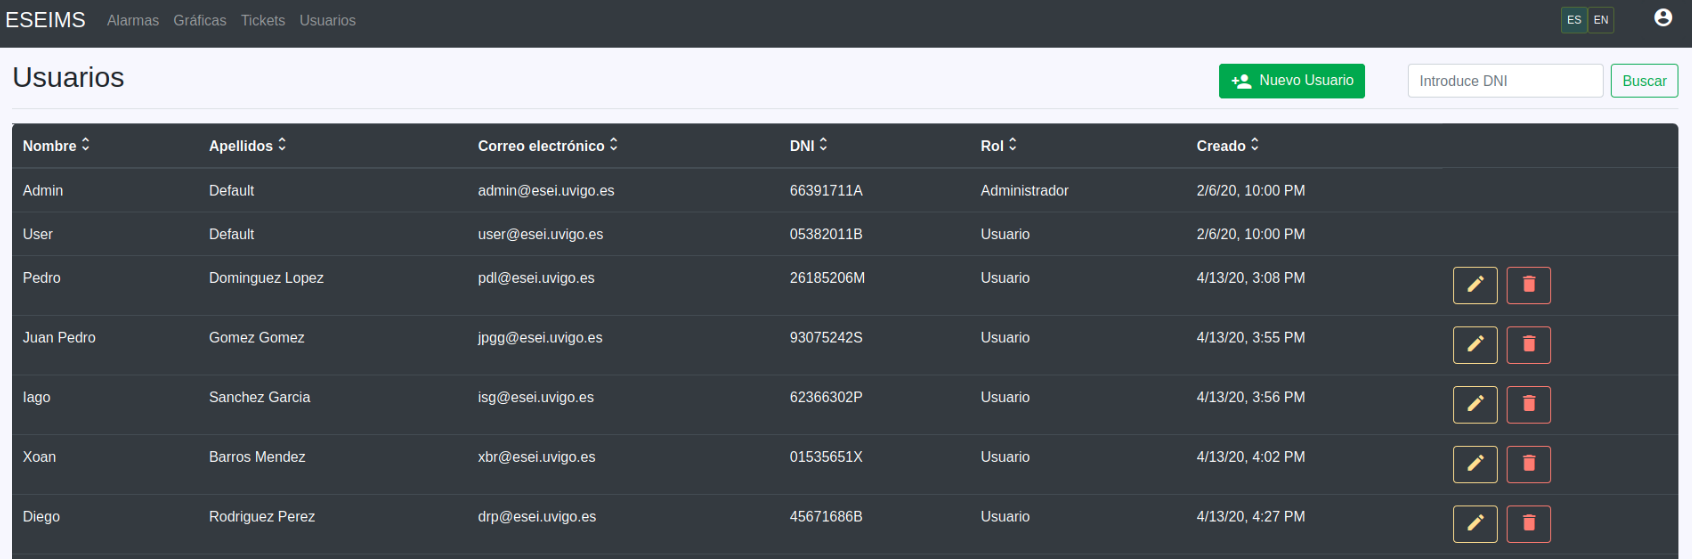 ESEIMS Alarmas Gráficas Tickets Usuarios ES EN
Usuarios Nuevo Usuario Introduce DNI Buscar
Nombre Apellidos Correo electrónico DNI Rol Creado
Admin Default admin@esei.uvigo.es 66391711A Administrador 2/6/20, 10:00 PM
User Default user@esei.uvigo.es 05382011B Usuario 2/6/20, 10:00 PM
Pedro Dominguez Lopez pdl@esei.uvigo.es 26185206M Usuario 4/13/20, 3:08 PM
Juan Pedro Gomez Gomez jpgg@esei.uvigo.es 93075242S Usuario 4/13/20, 3:55 PM
Iago Sanchez Garcia isg@esei.uvigo.es 62366302P Usuario 4/13/20, 3:56 PM
Xoan Barros Mendez xbr@esei.uvigo.es 01535651X Usuario 4/13/20, 4:02 PM
Diego Rodriguez Perez drp@esei.uvigo.es 45671686B Usuario 4/13/20, 4:27 PM